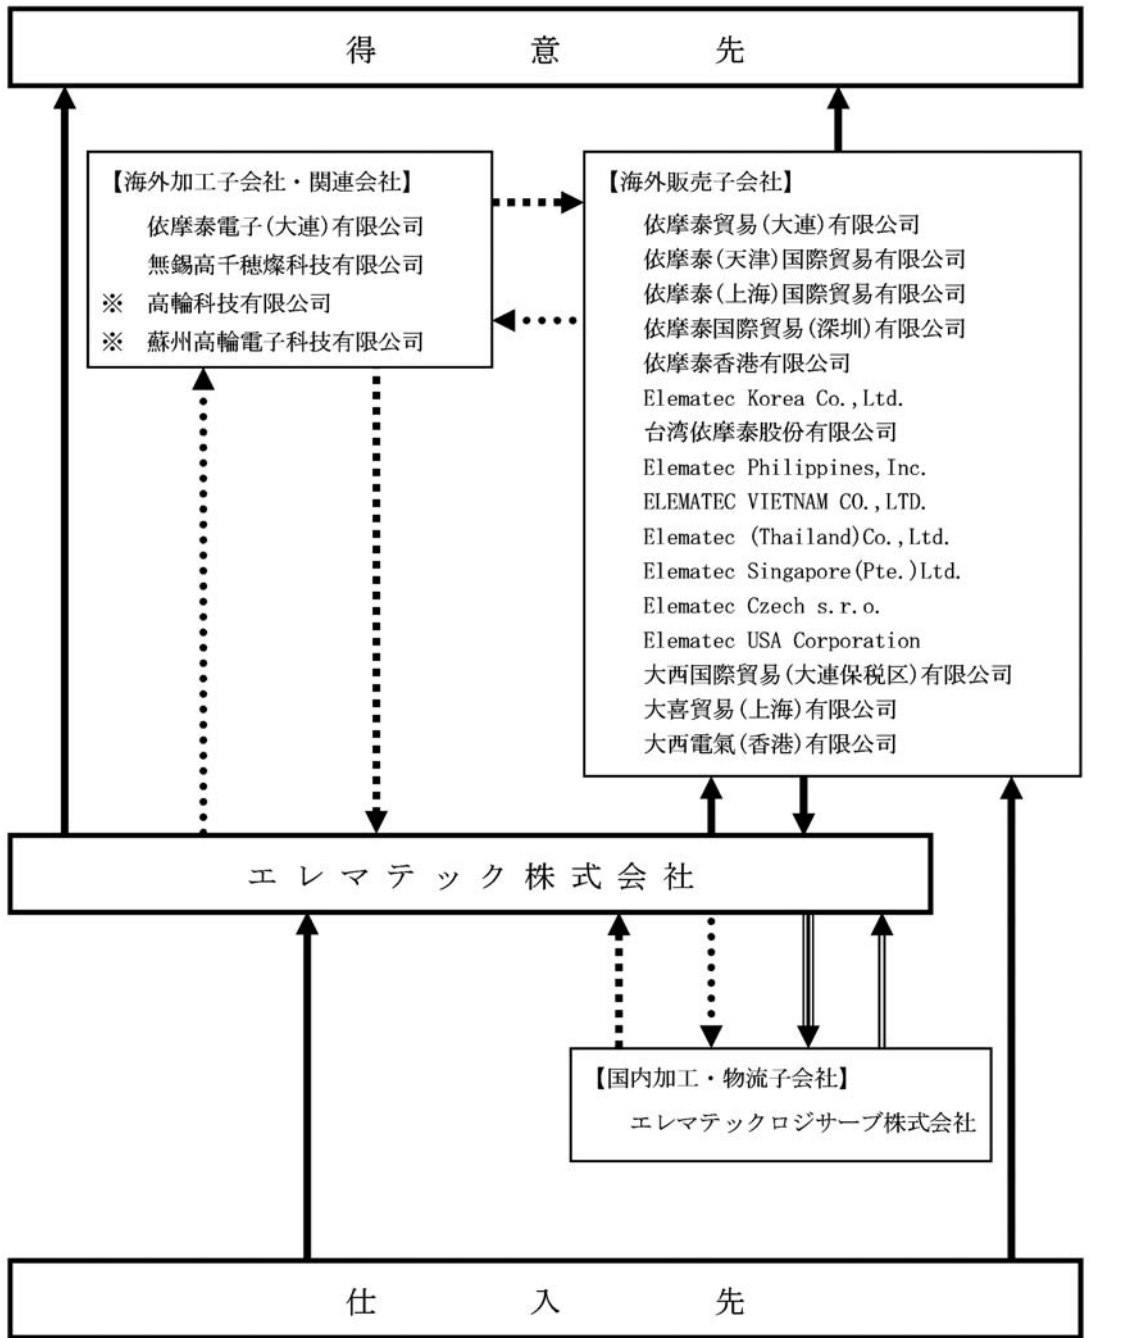 得意先
【海外加工子会社・関連会社】
依摩泰電子(大連)有限公司
無錫高千穂燦科技有限公司
※ 高輪科技有限公司
※ 蘇州高輪電子科技有限公司
【海外販売子会社】
依摩泰貿易(大連)有限公司
依摩泰(天津)国際貿易有限公司
依摩泰(上海)国際貿易有限公司
依摩泰国際貿易(深圳)有限公司
依摩泰香港有限公司
Elematec Korea Co.,Ltd.
台湾依摩泰股份有限公司
Elematec Philippines,Inc.
ELEMATEC VIETNAM CO.,LTD.
Elematec (Thailand)Co.,Ltd.
Elematec Singapore(Pte.)Ltd.
Elematec Czech s.r.o.
Elematec USA Corporation
大西国際貿易(大連保税区)有限公司
大喜貿易(上海)有限公司
大西電氣(香港)有限公司
エレマテック株式会社
【国内加工・物流子会社】
エレマテックロジサーブ株式会社
仕入先